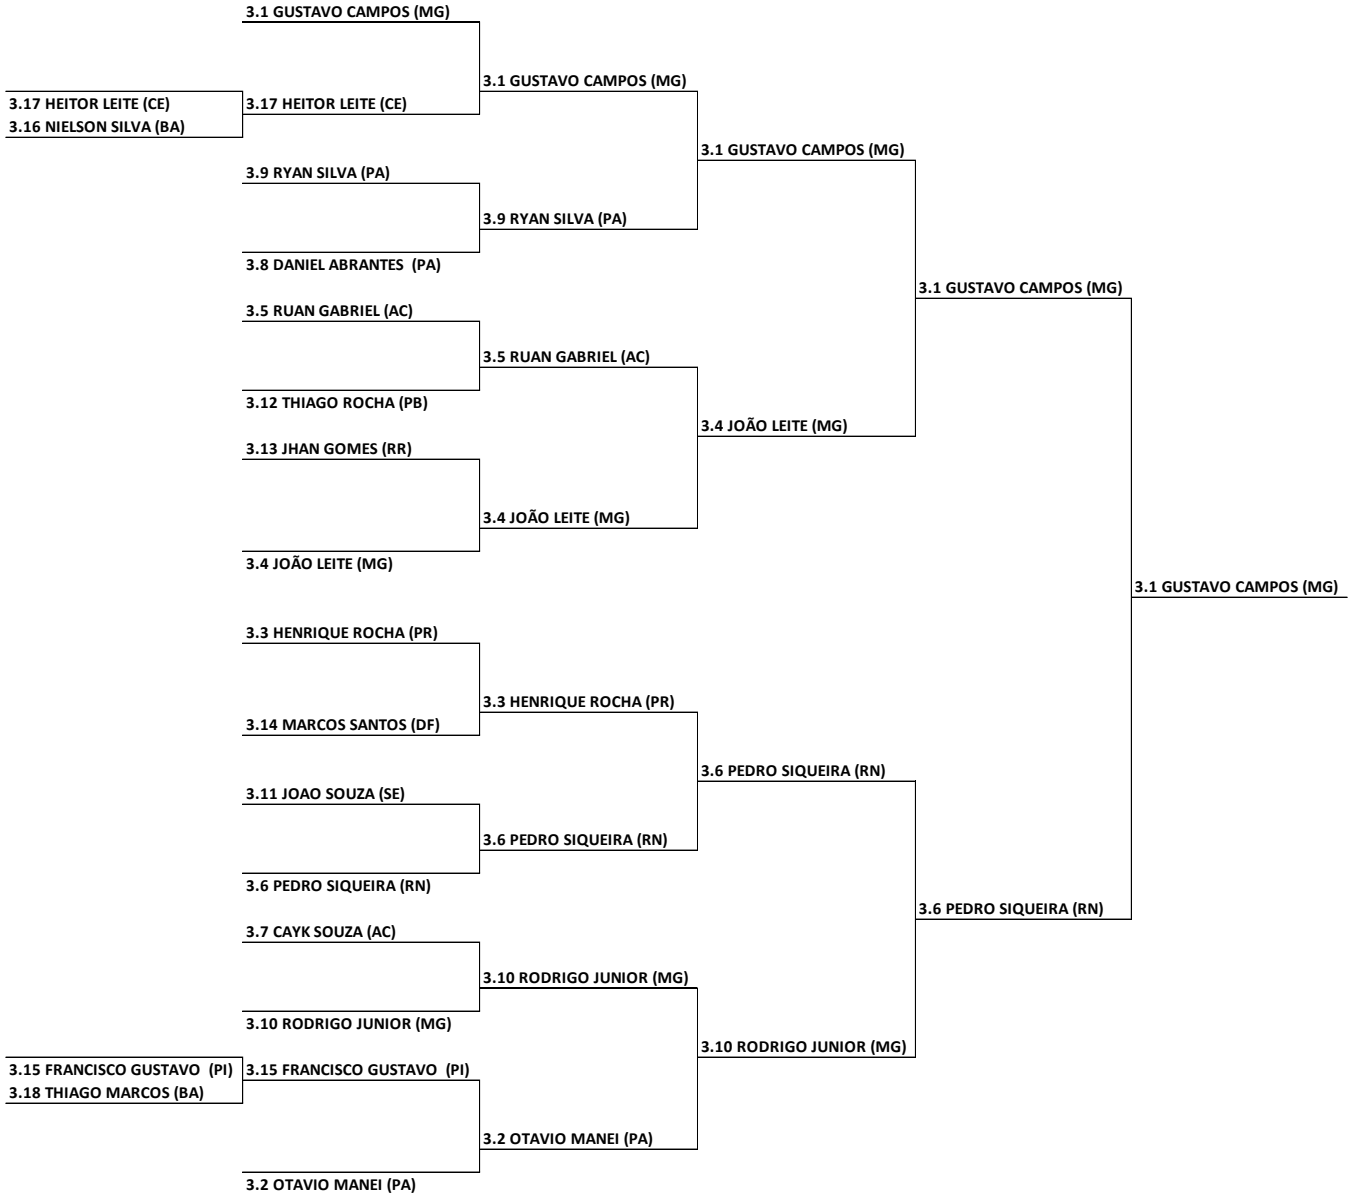 3.1 GUSTAVO CAMPOS (MG)
3.1 GUSTAVO CAMPOS (MG)
3.17 HEITOR LEITE (CE)
3.17 HEITOR LEITE (CE)
3.16 NIELSON SILVA (BA)
3.1 GUSTAVO CAMPOS (MG)
3.9 RYAN SILVA (PA)
3.9 RYAN SILVA (PA)
3.8 DANIEL ABRANTES  (PA)
3.1 GUSTAVO CAMPOS (MG)
3.5 RUAN GABRIEL (AC)
3.5 RUAN GABRIEL (AC)
3.12 THIAGO ROCHA (PB)
3.4 JOÃO LEITE (MG)
3.13 JHAN GOMES (RR)
3.4 JOÃO LEITE (MG)
3.4 JOÃO LEITE (MG)
3.1 GUSTAVO CAMPOS (MG)
3.3 HENRIQUE ROCHA (PR)
3.3 HENRIQUE ROCHA (PR)
3.14 MARCOS SANTOS (DF)
3.6 PEDRO SIQUEIRA (RN)
3.11 JOAO SOUZA (SE)
3.6 PEDRO SIQUEIRA (RN)
3.6 PEDRO SIQUEIRA (RN)
3.6 PEDRO SIQUEIRA (RN)
3.7 CAYK SOUZA (AC)
3.10 RODRIGO JUNIOR (MG)
3.10 RODRIGO JUNIOR (MG)
3.10 RODRIGO JUNIOR (MG)
3.15 FRANCISCO GUSTAVO  (PI)
3.15 FRANCISCO GUSTAVO  (PI)
3.18 THIAGO MARCOS (BA)
3.2 OTAVIO MANEI (PA)
3.2 OTAVIO MANEI (PA)